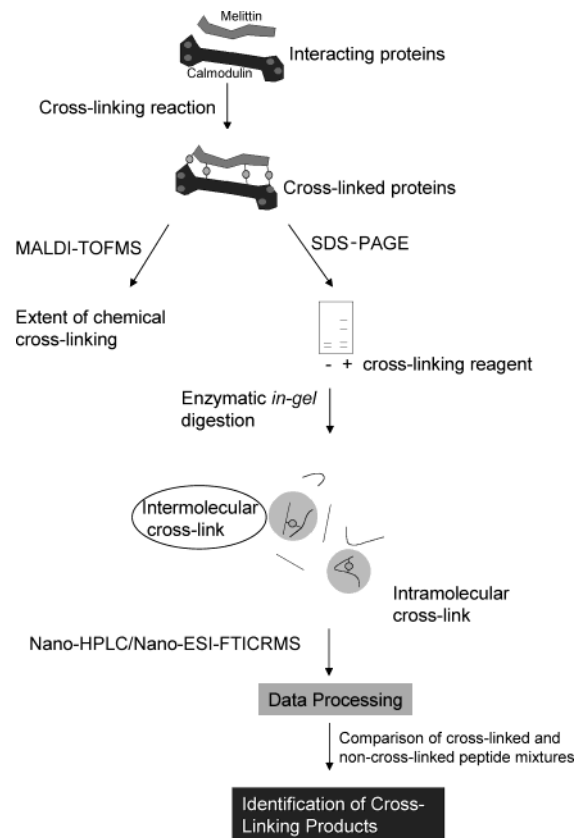 Melittin
Interacting proteins
Calmodulin
Cross-linking reaction
Cross-linked proteins
MALDI-TOFMS
SDS-PAGE
Extent of chemical
cross-linking
- + cross-linking reagent
Enzymatic in-gel
digestion
Intermolecular
cross-link
Intramolecular
cross-link
Nano-HPLC/Nano-ESI-FTICRMS
Data Processing
Comparison of cross-linked and
non-cross-linked peptide mixtures
Identification of Cross-
Linking Products